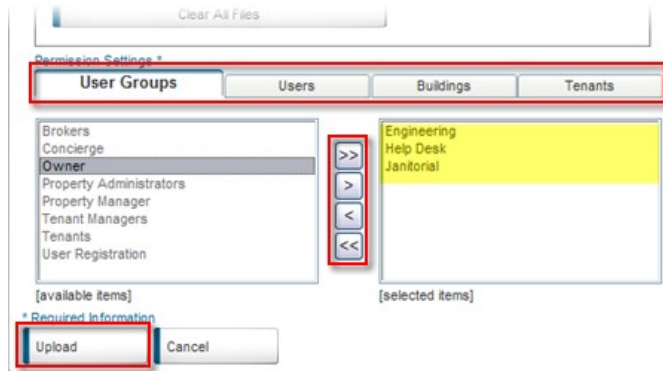 Clear All Files
Permission Settings *
User Groups
Users
Buildings
Tenants
Brokers
Concierge
Owner
Property Administrators
Property Manager
Tenant Managers
Tenants
User Registration
>>
>
<
<<
Engineering
Help Desk
Janitorial
[available items]
[selected items]
* Required Information
Upload
Cancel